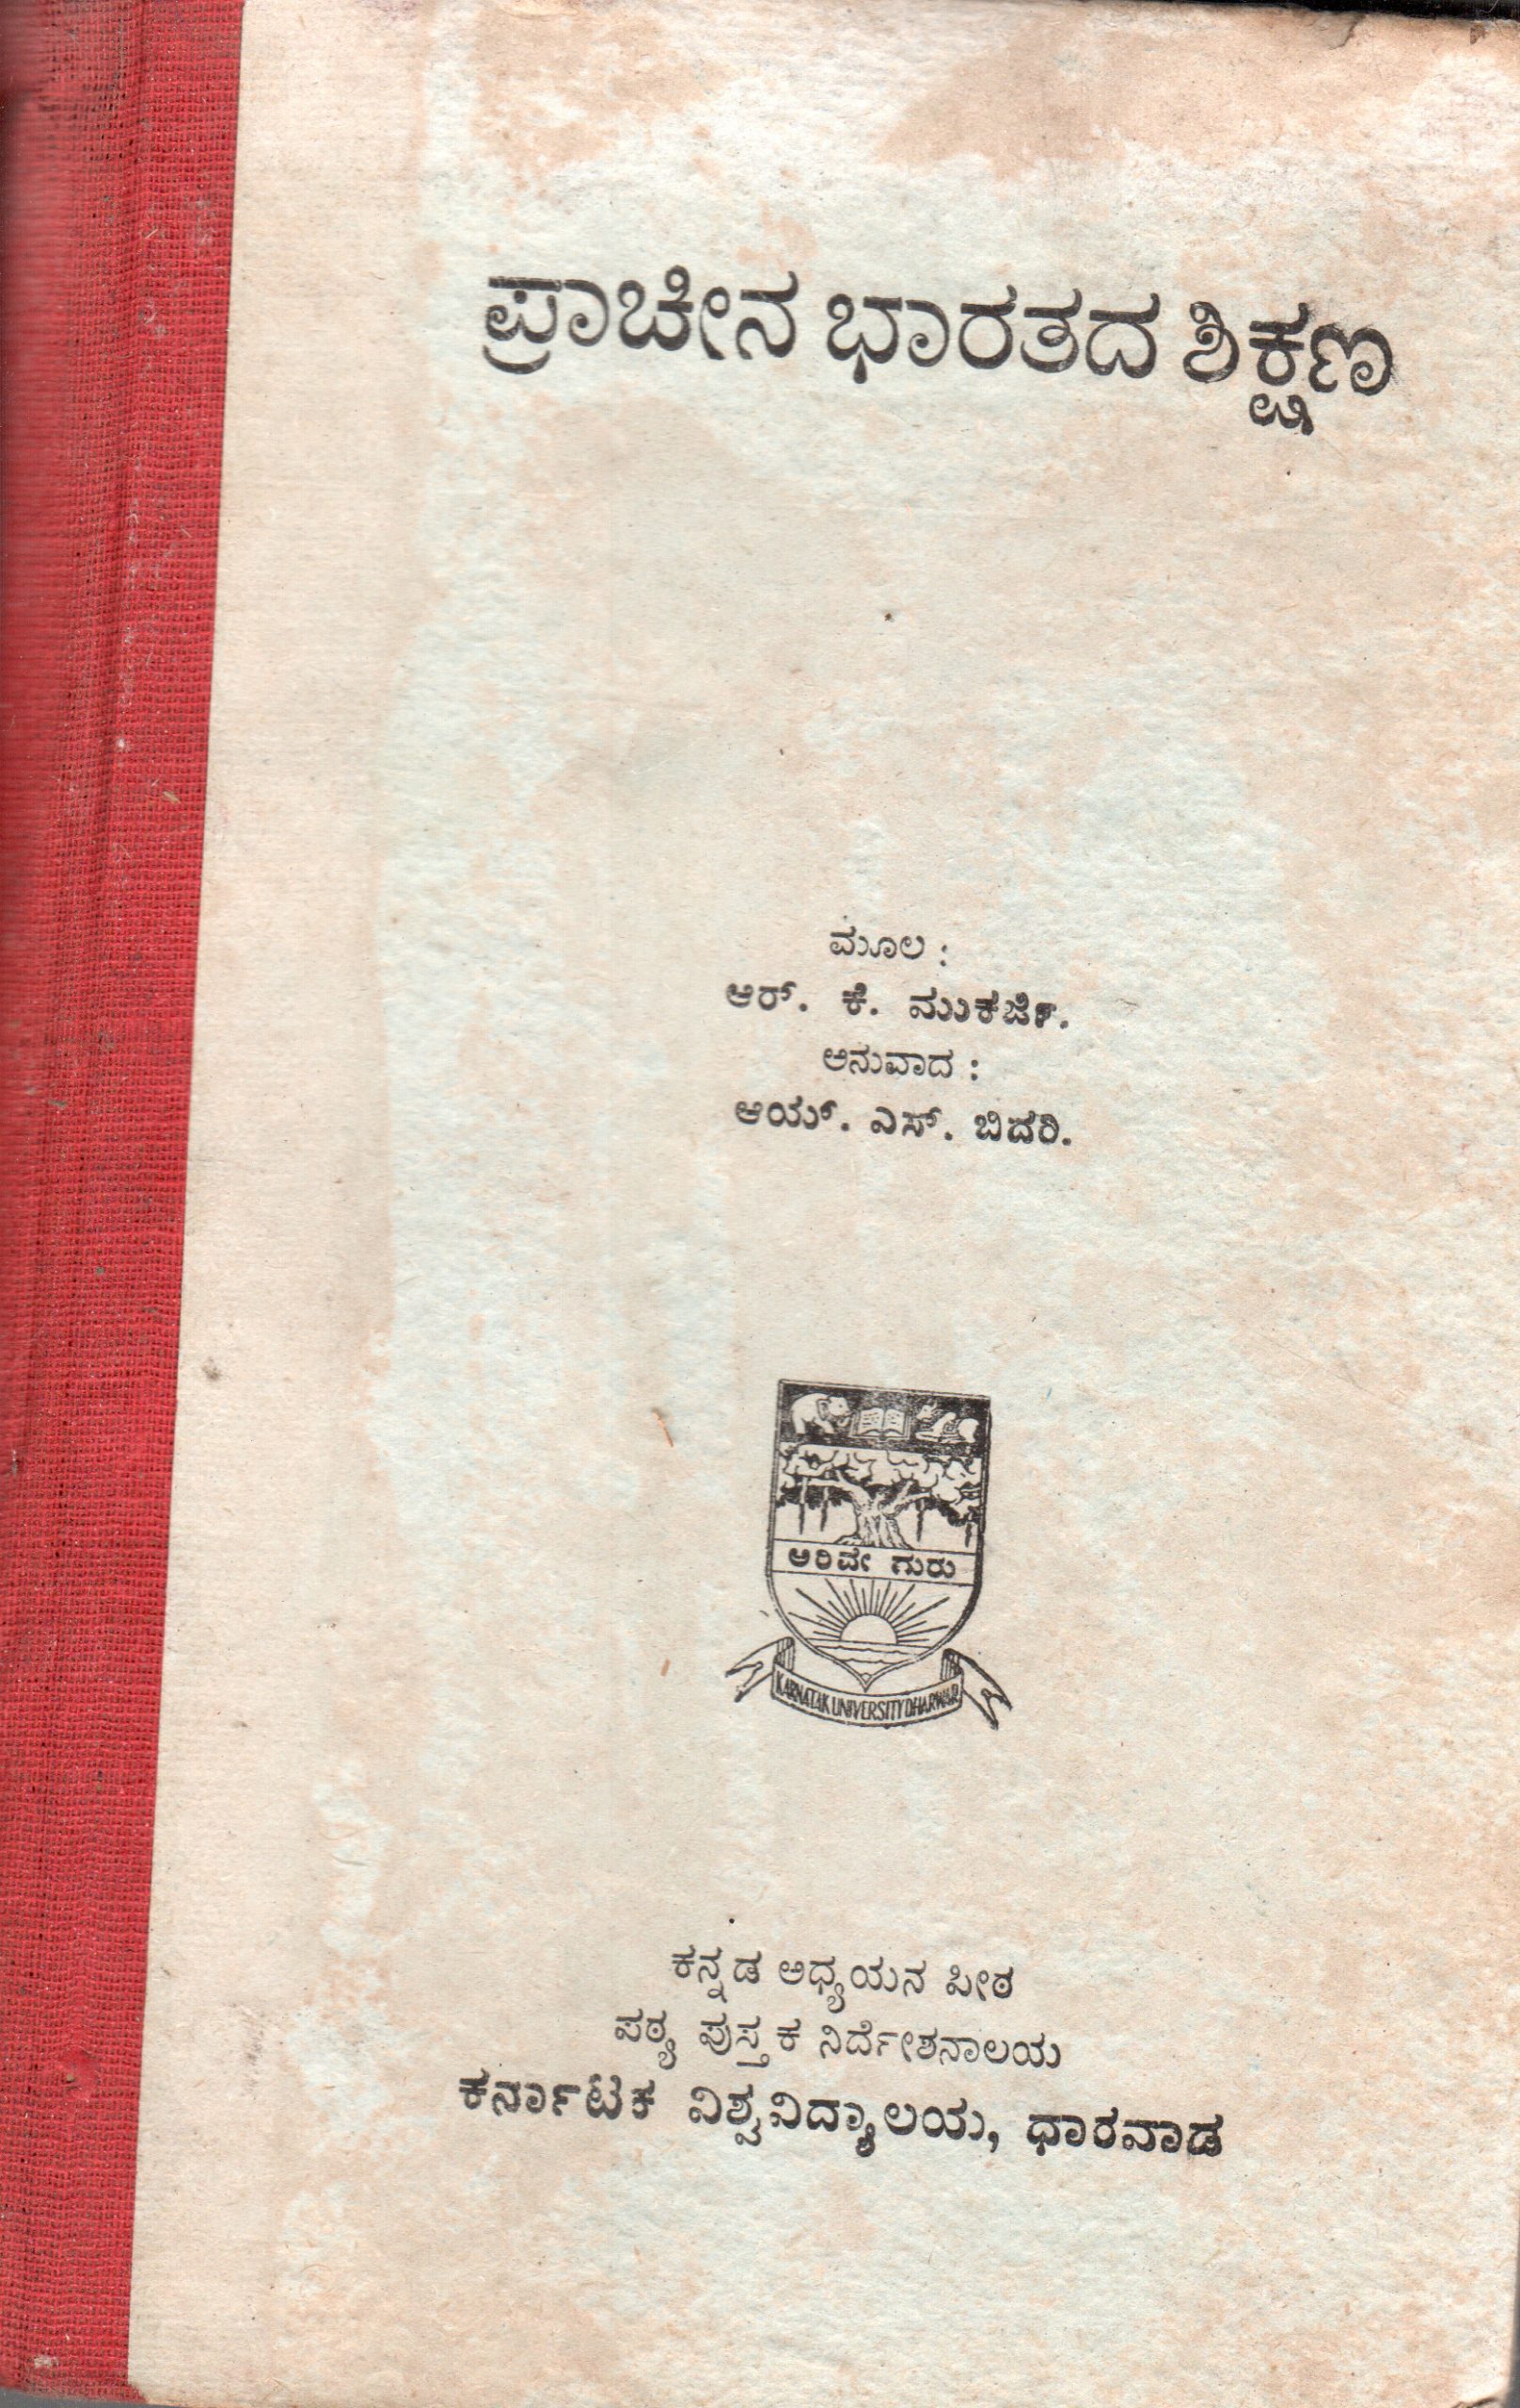 ಪ್ರಾಚೀನ ಭಾರತದ ಶಿಕ್ಷಣ
ಮೂಲ :
ಆರ್. ಕೆ. ಮುಕರ್ಜಿ.
ಅನುವಾದ :
ಆಯ್. ಎಸ್. ಬಿದರಿ.
ಅರಿವೇ ಗುರು
KARNATAK UNIVERSITY DHARWAR
ಕನ್ನಡ ಅಧ್ಯಯನ ಪೀಠ
ಪಠ್ಯ ಪುಸ್ತಕ ನಿರ್ದೇಶನಾಲಯ
ಕರ್ನಾಟಕ ವಿಶ್ವವಿದ್ಯಾಲಯ, ಧಾರವಾಡ